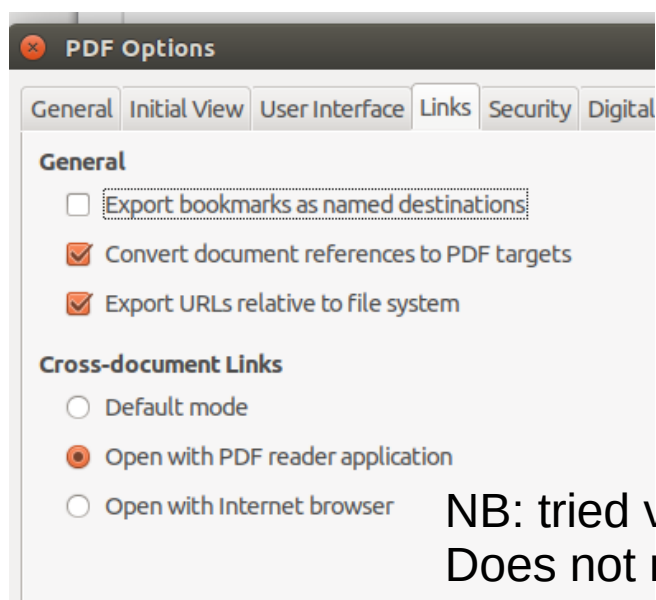 PDF Options
General Initial View User Interface Links Security Digital
General
Export bookmarks as named destinations
Convert document references to PDF targets
Export URLs relative to file system
Cross-document Links
Default mode
Open with PDF reader application
Open with Internet browser
NB: tried
Does not